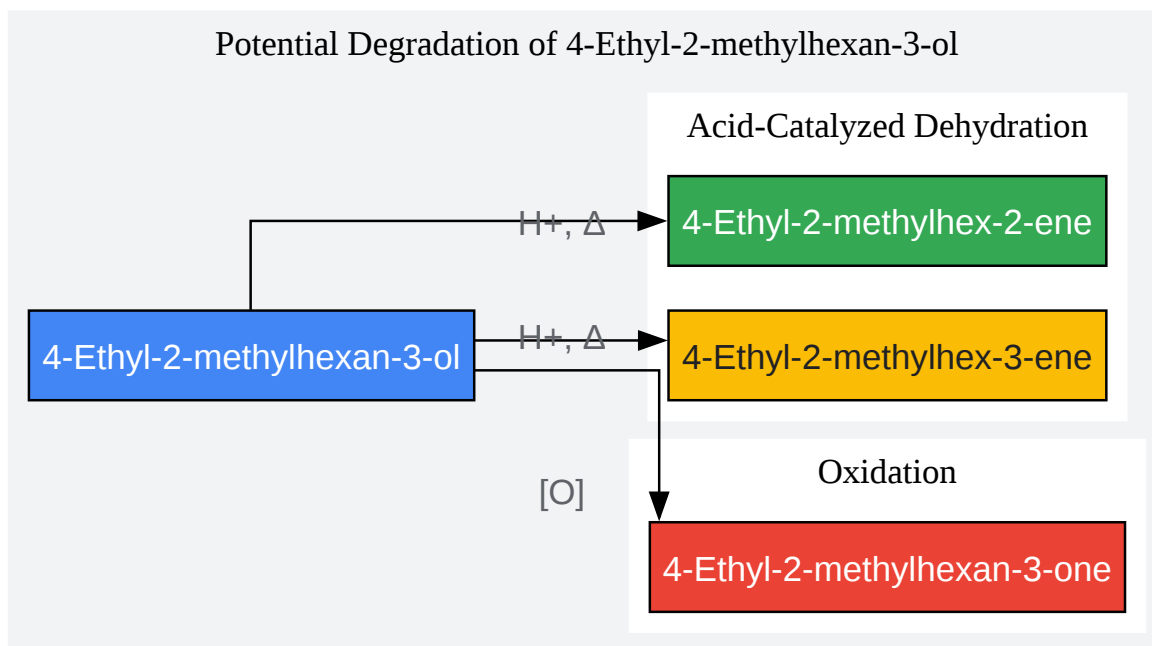 Potential Degradation of 4-Ethyl-2-methylhexan-3-ol
Acid-Catalyzed Dehydration
H+, Δ
4-Ethyl-2-methylhex-2-ene
4-Ethyl-2-methylhexan-3-ol
H+, Δ
4-Ethyl-2-methylhex-3-ene
Oxidation
[O]
4-Ethyl-2-methylhexan-3-one